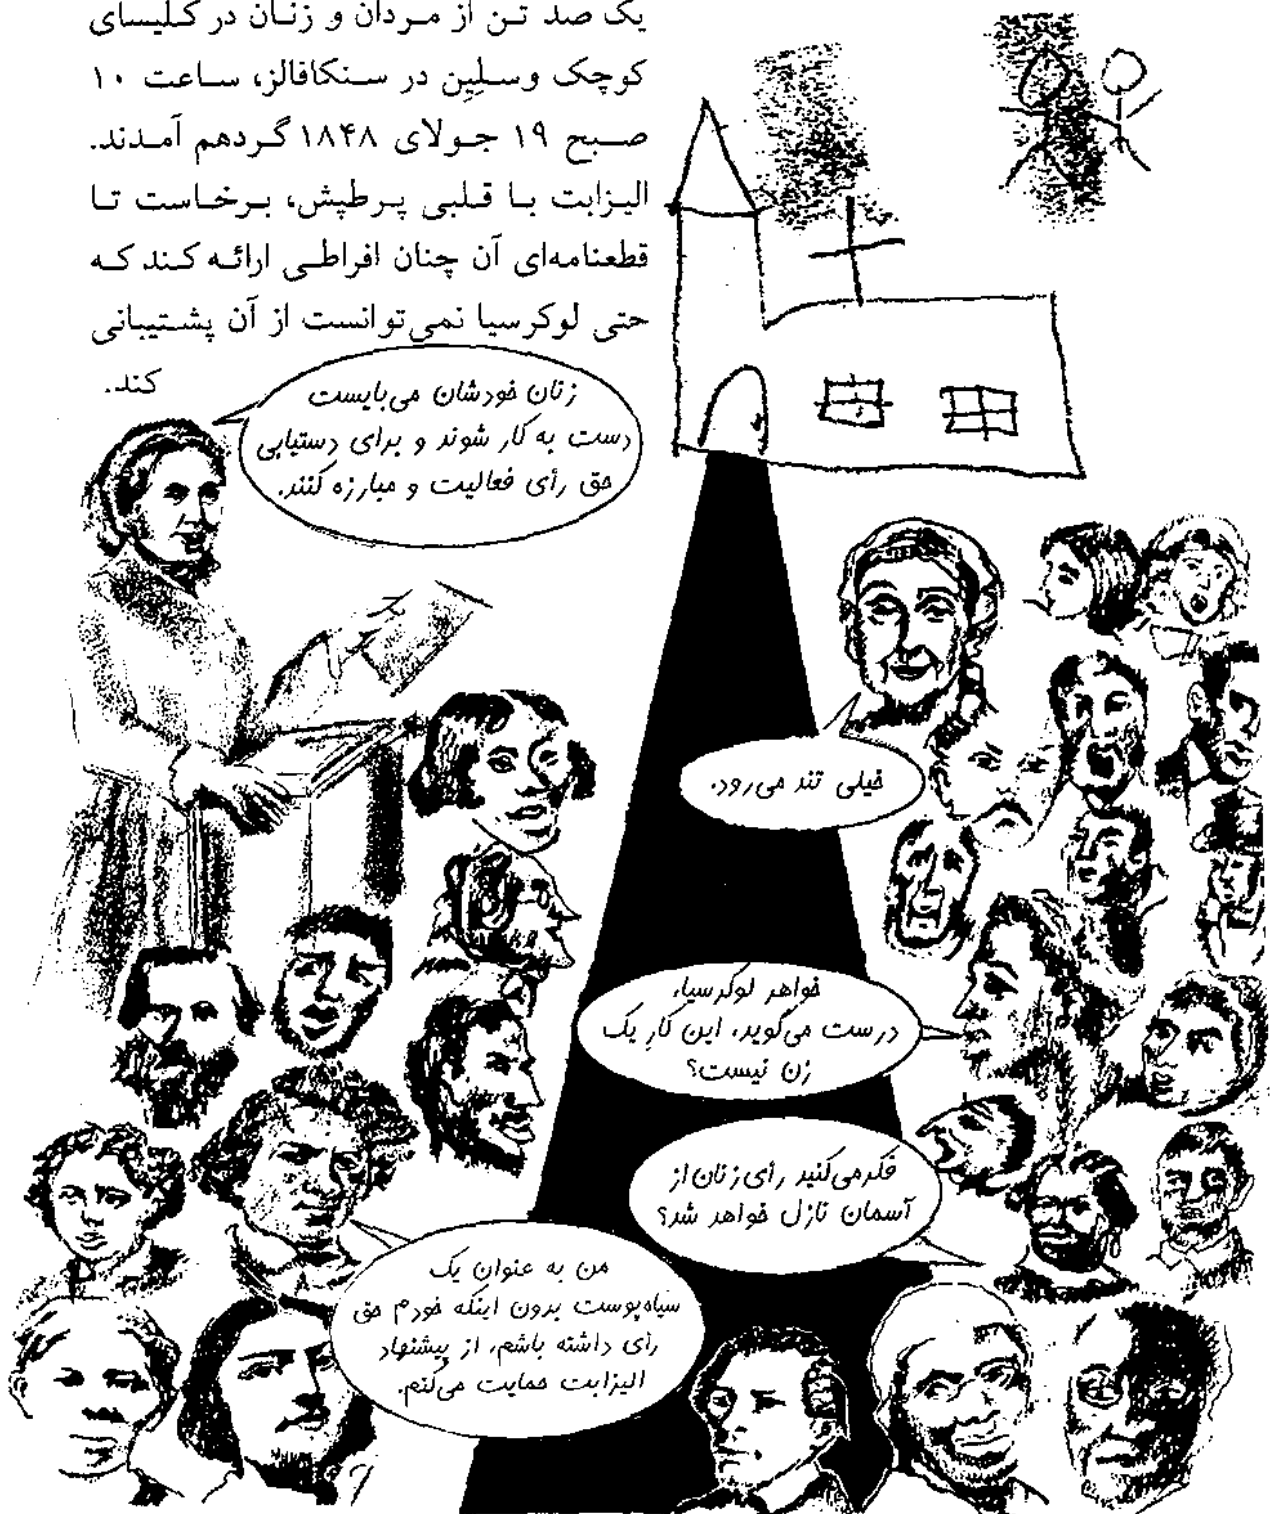 یک صد تن از مردان و زنان در کلیسای
کوچک وسلِیِن در سنکافالز، ساعت ۱۰
صبح ۱۹ جولای ۱۸۴۸ گردهم آمدند.
الیزابت با قلبی پرطپش، برخاست تا
قطعنامه‌ای آن چنان افراطی ارائه کند که
حتی لوکرسیا نمی‌توانست از آن پشتیبانی
کند.
زنان خودشان می‌بایست
دست به کار شوند و برای دستیابی
حق رأی فعالیت و مبارزه کنند.
خیلی تند می‌رود.
خواهر لوکرسیا،
درست می‌گوید، این کارِ یک
زن نیست؟
فکر می‌کنید رأی زنان از
آسمان نازل خواهد شد؟
من به عنوان یک
سیاه‌پوست بدون اینکه خودم حق
رأی داشته باشم، از پیشنهاد
الیزابت حمایت می‌کنم.